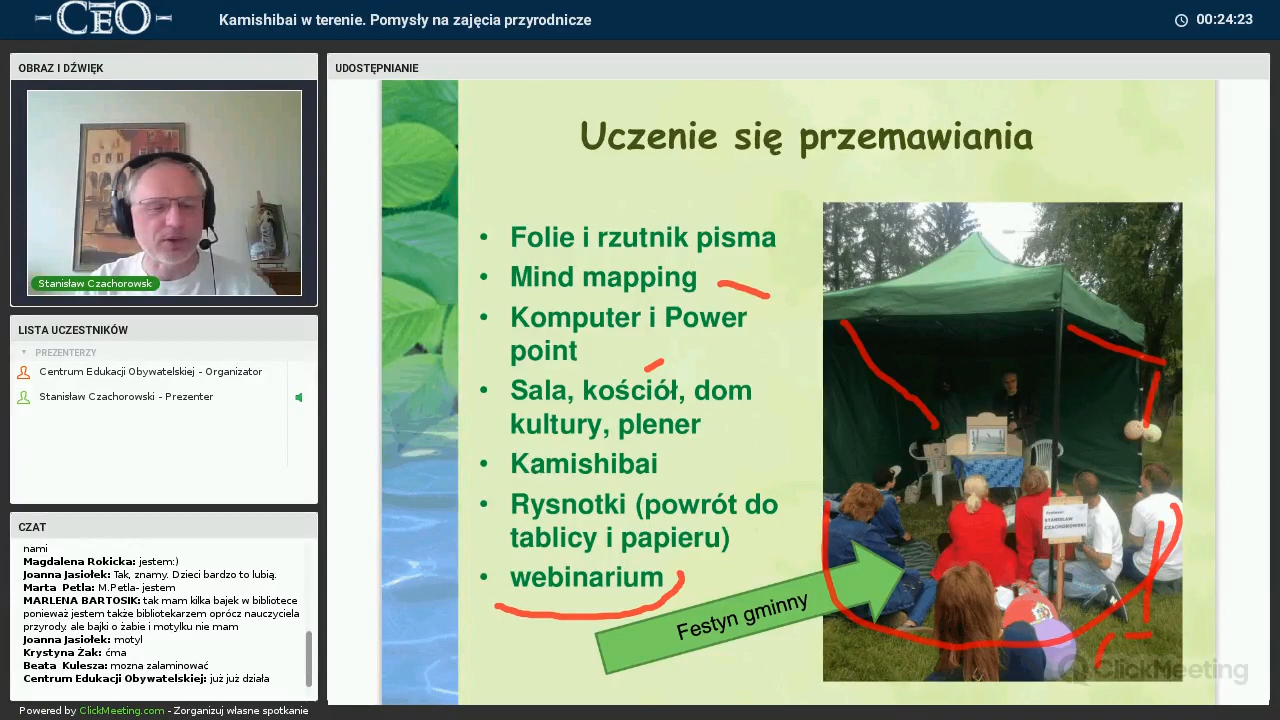 CEO
Kamishibai w terenie. Pomysły na zajęcia przyrodnicze
00:24:23
OBRAZ I DŹWIĘK
Stanisław Czachorowsk
LISTA UCZESTNIKÓW
PREZENTERZY
Centrum Edukacji Obywatelskiej - Organizator
Stanisław Czachorowski - Prezenter
CZAT
nami
Magdalena Rokicka: jestem:)
Joanna Jasiołek: Tak, znamy. Dzieci bardzo to lubią.
Marta Petla: M.Petla- jestem
MARLENA BARTOSIK: tak mam kilka bajek w bibliotece
ponieważ jestem także bibliotekarzem oprócz nauczyciela
przyrody. ale bajki o żabie i motylku nie mam
Joanna Jasiołek: motyl
Krystyna Żak: ćma
Beata Kulesza: mozna zalaminować
Centrum Edukacji Obywatelskiej: już już działa
Powered by ClickMeeting.com - Zorganizuj własne spotkanie
UDOSTĘPNIANIE
Uczenie się przemawiania
• Folie i rzutnik pisma
• Mind mapping
• Komputer i Power
point
• Sala, kościół, dom
kultury, plener
• Kamishibai
• Rysnotki (powrót do
tablicy i papieru)
• webinarium
Festyn gminny
Profesor
STANISŁAW
CZACHOROWSKI
ClickMeeting